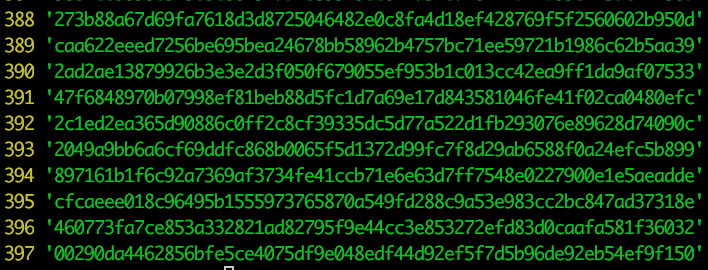 388 '273b88a67d69fa7618d3d8725046482e0c8fa4d18ef428769f5f2560602b950d'
389 'caa622eeed7256be695bea24678bb58962b4757bc71ee59721b1986c62b5aa39'
390 '2ad2ae13879926b3e3e2d3f050f679055ef953b1c013cc42ea9ff1da9af07533'
391 '47f6848970b07998ef81beb88d5fc1d7a69e17d843581046fe41f02ca0480efc'
392 '2c1ed2ea365d90886c0ff2c8cf39335dc5d77a522d1fb293076e89628d74090c'
393 '2049a9bb6a6cf69ddfc868b0065f5d1372d99fc7f8d29ab6588f0a24efc5b899'
394 '897161b1f6c92a7369af3734fe41ccb71e6e63d7ff7548e0227900e1e5aeadde'
395 'cfcaeee018c96495b1555973765870a549fd288c9a53e983cc2bc847ad37318e'
396 '460773fa7ce853a332821ad82795f9e44cc3e853272efd83d0caafa581f36032'
397 '00290da4462856bfe5ce4075df9e048edf44d92ef5f7d5b96de92eb54ef9f150'